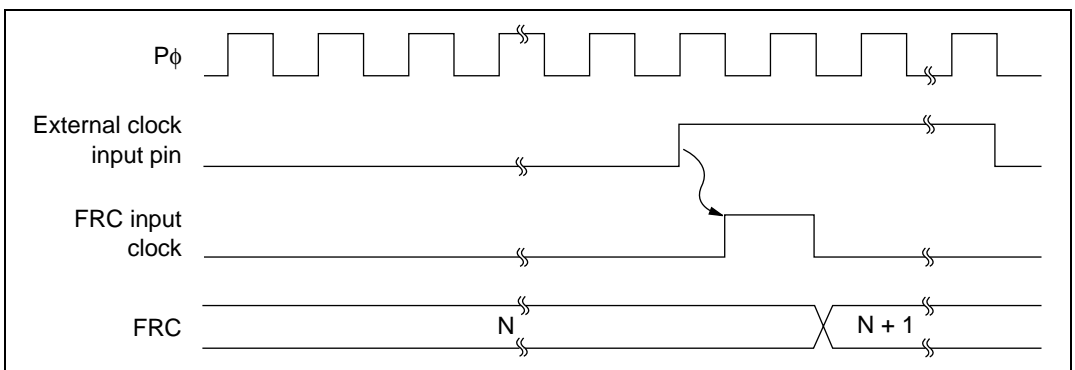 Pϕ
External clock
input pin
FRC input
clock
FRC
N
N + 1